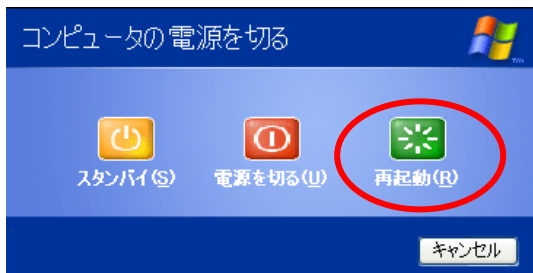 コンピュータの電源を切る
TM
スタンバイ(S)
電源を切る(U)
再起動(R)
キャンセル